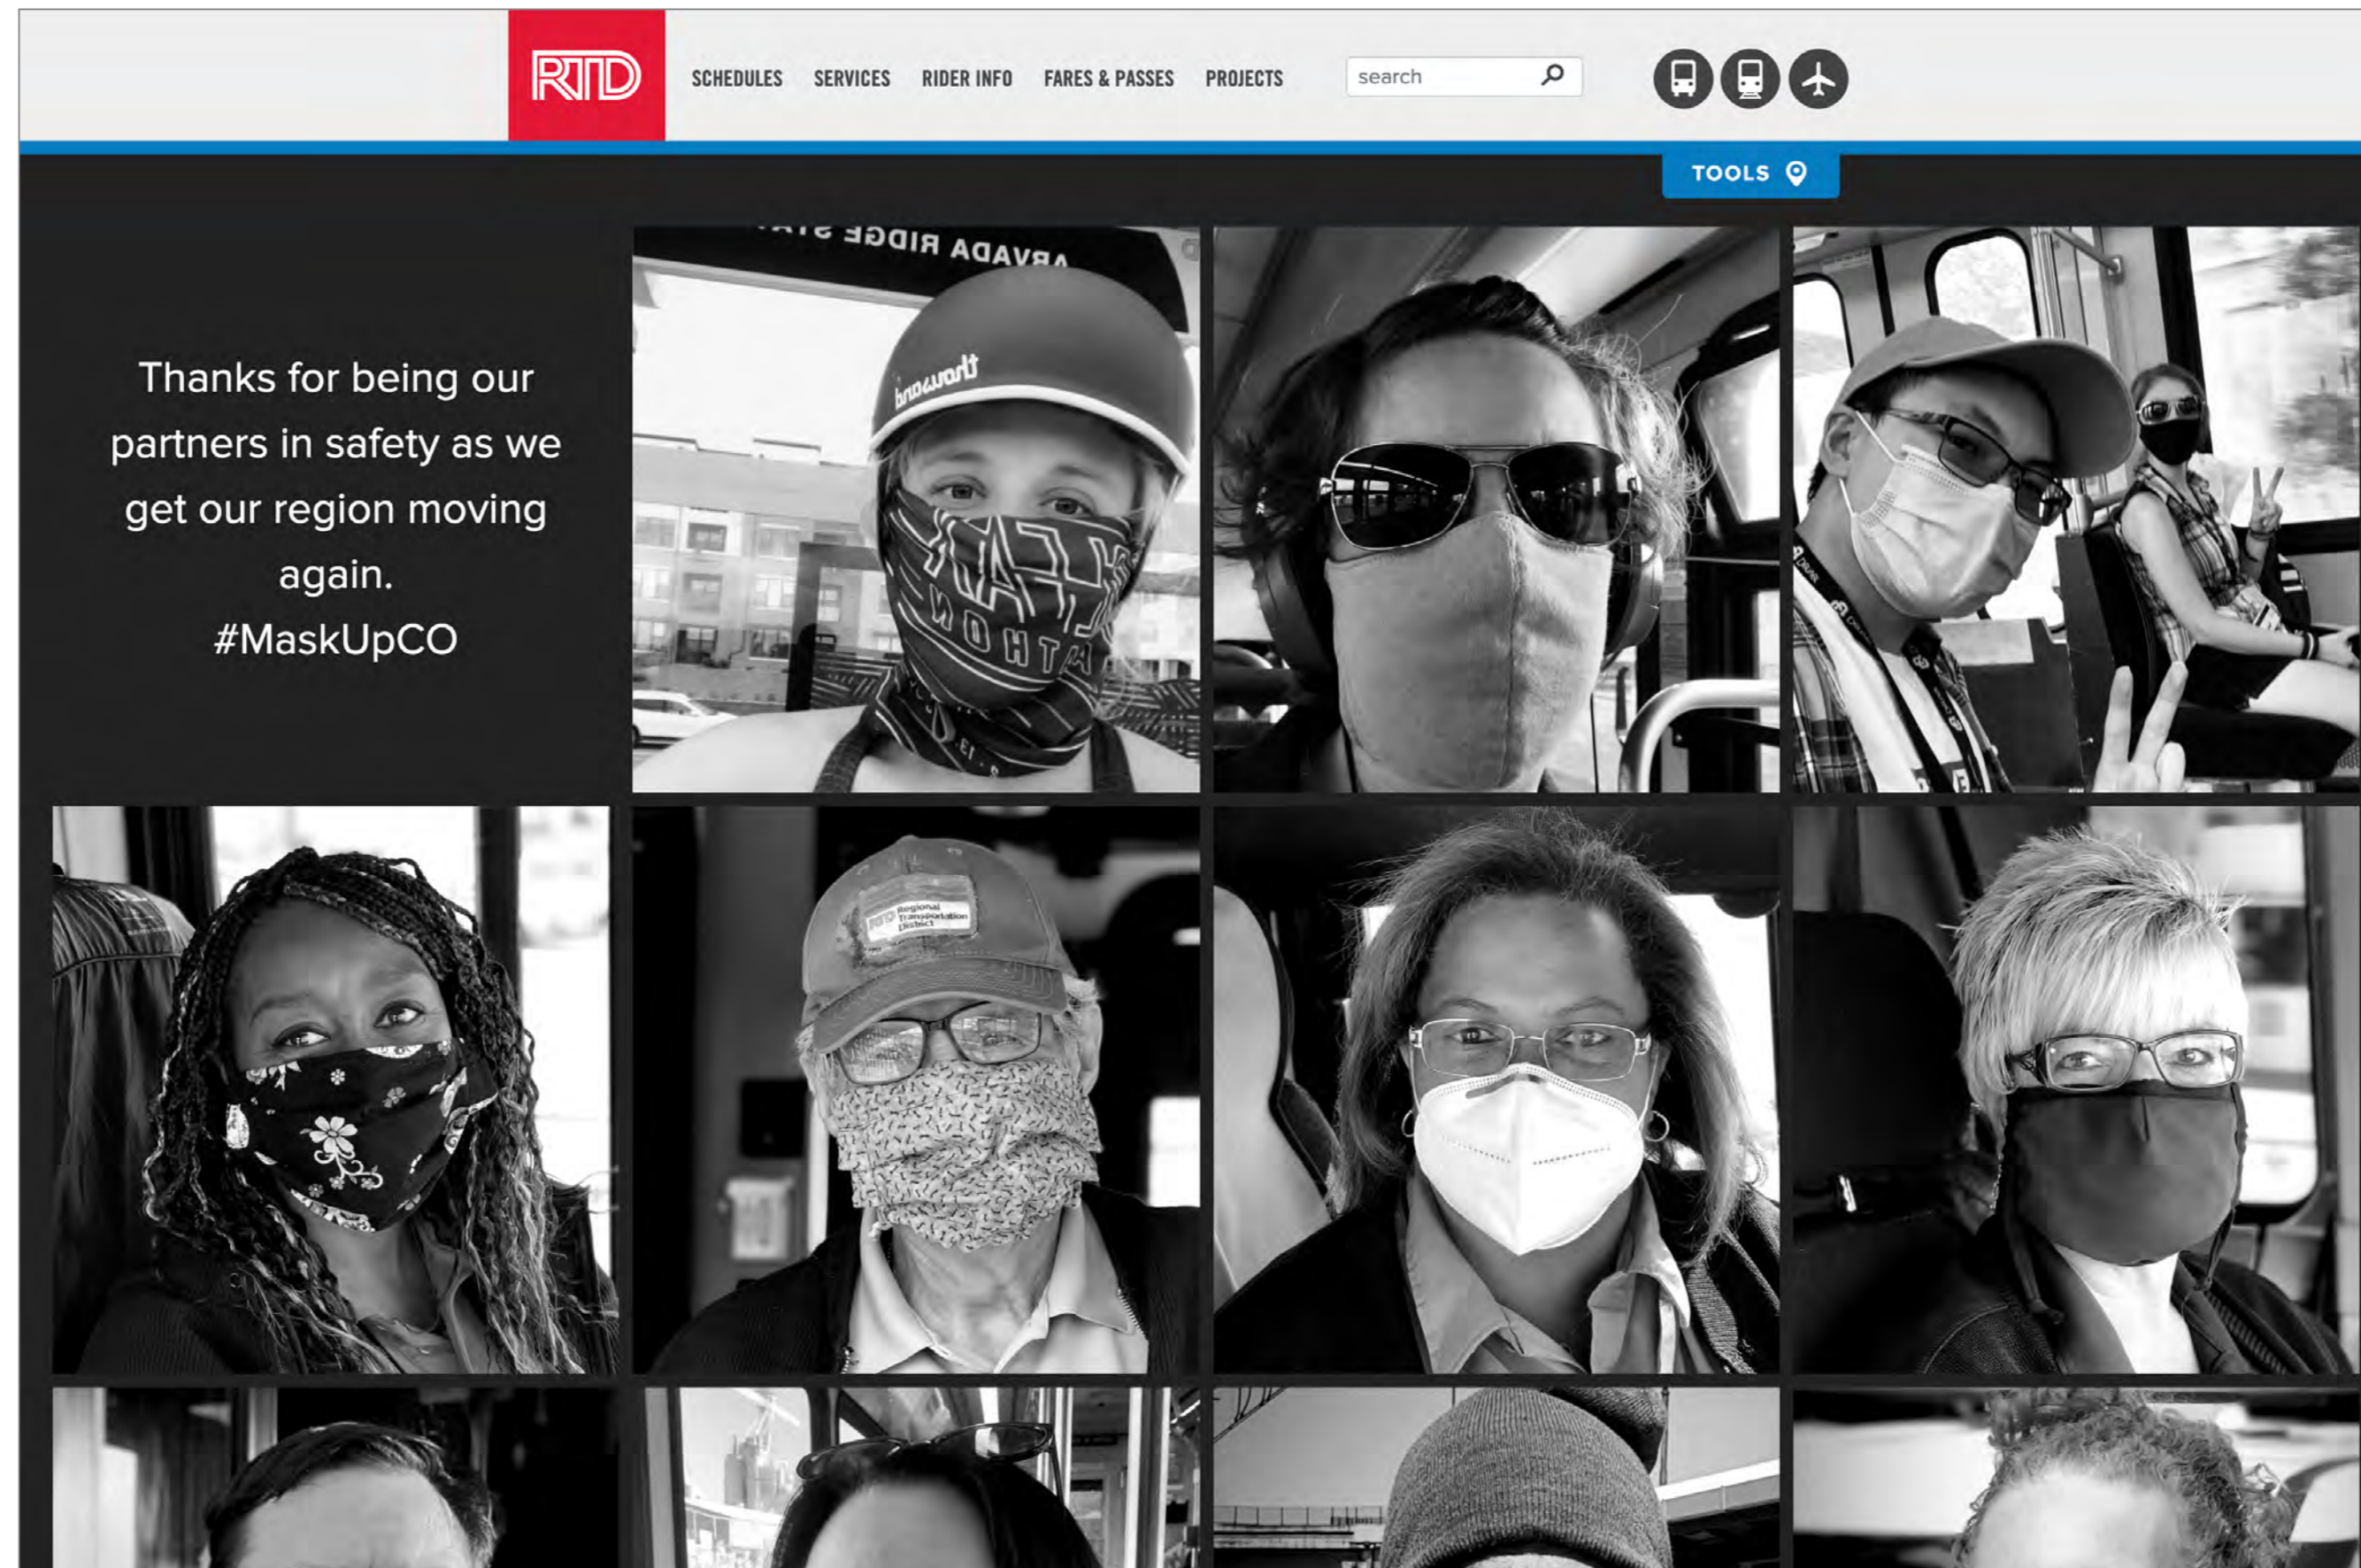 RTD
SCHEDULES SERVICES RIDER INFO FARES & PASSES PROJECTS
search
TOOLS
Thanks for being our
partners in safety as we
get our region moving
again.
#MaskUpCO
ARVADA RIDGE
thousand
RTD Regional
Transportation
District